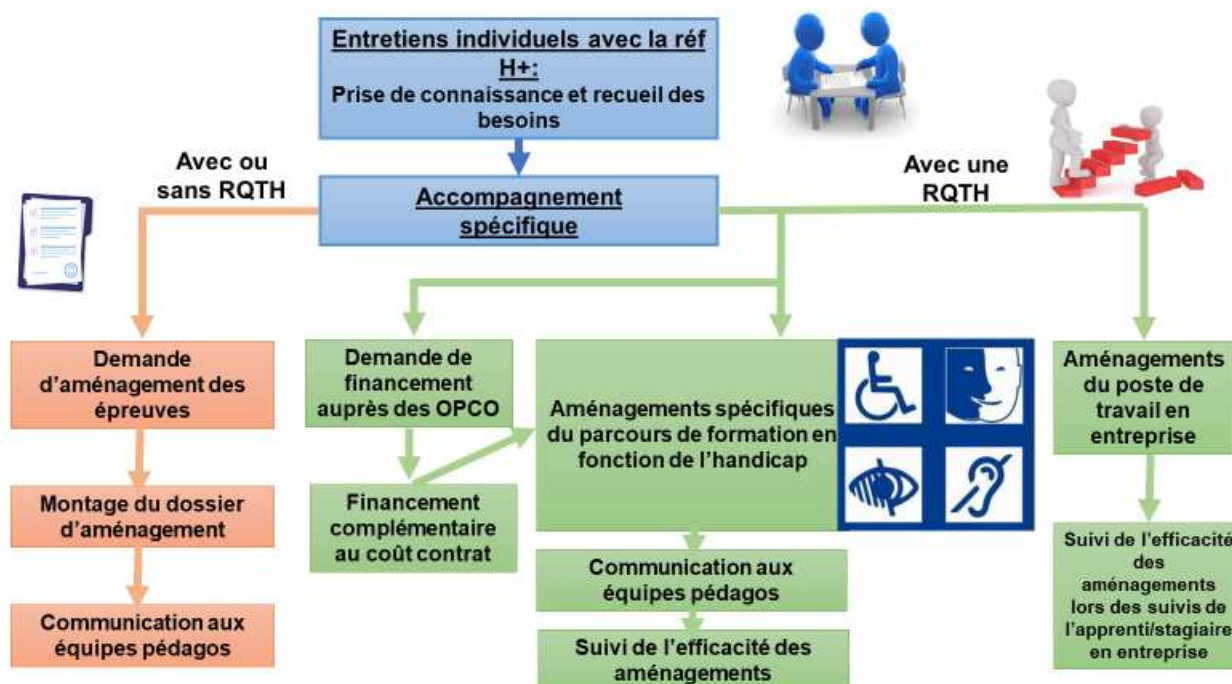 Entretiens individuels avec la réf
H+:
Prise de connaissance et recueil des
besoins
Avec ou
sans RQTH
Accompagnement
spécifique
Avec une
RQTH
Demande
d'aménagement des
épreuves
Montage du dossier
d'aménagement
Communication aux
équipes pédagos
Demande de
financement
auprès des OPCO
Financement
complémentaire
au coût contrat
Aménagements spécifiques
du parcours de formation en
fonction de l'handicap
Communication aux
équipes pédagos
Suivi de l'efficacité des
aménagements
Aménagements
du poste de
travail en
entreprise
Suivi de l'efficacité
des
aménagements
lors des suivis de
l'apprenti/stagiaire
en entreprise